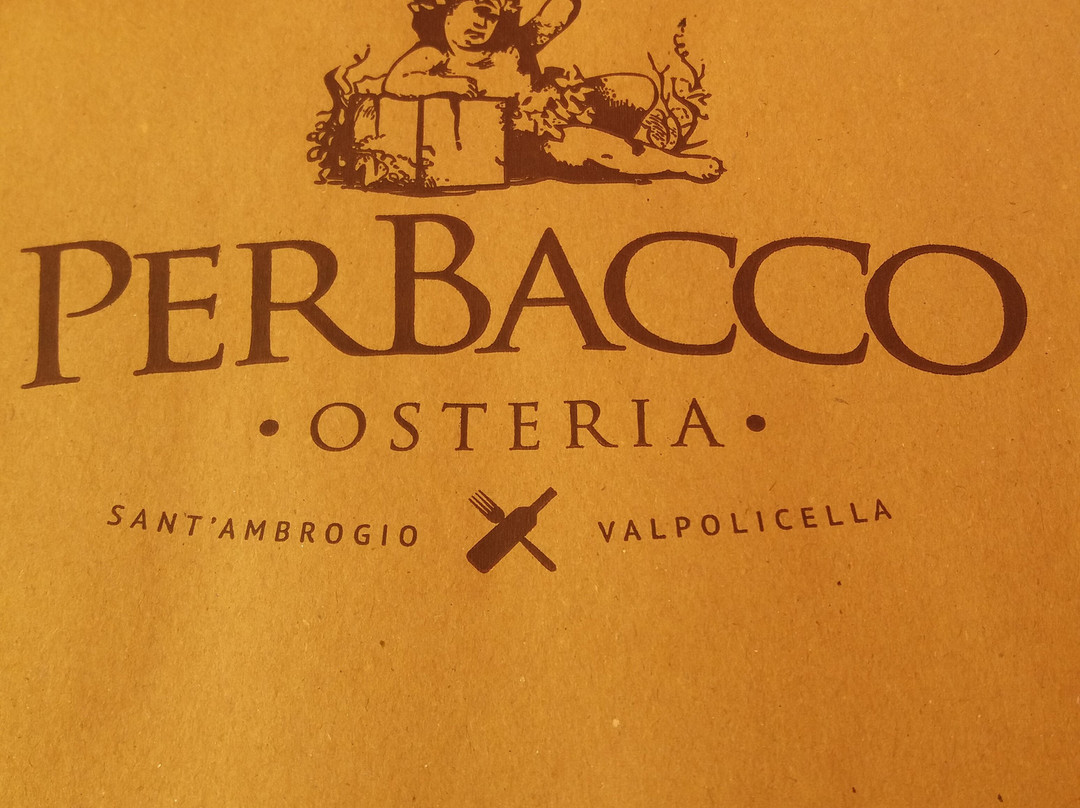 PERBACCO
• OSTERIA •
SANT'AMBROGIO VALPOLICELLA